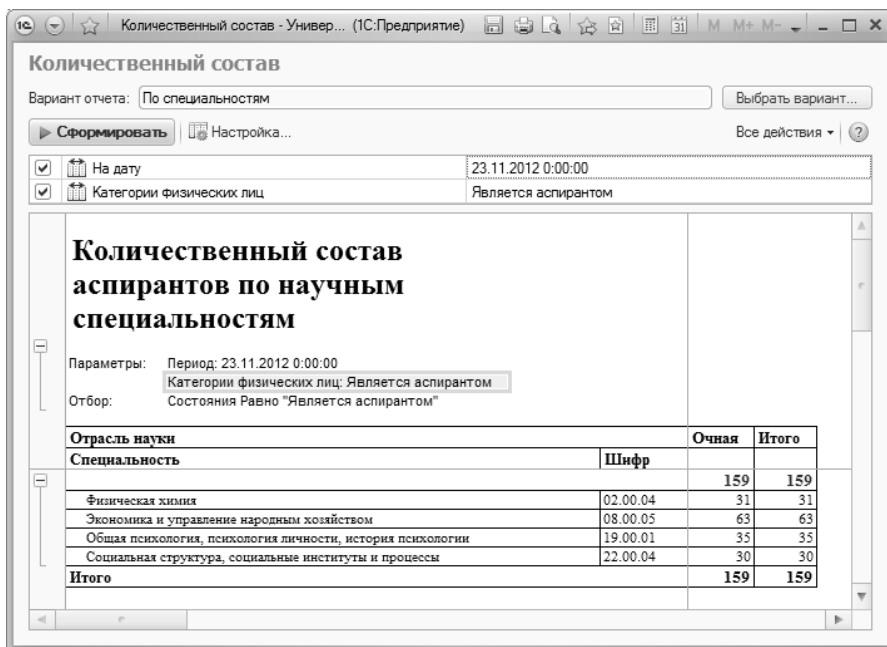 Количественный состав - Универ... (1С:Предприятие) 31 M M+ M-
Количественный состав
Вариант отчета: По специальностям Выбрать вариант...
Сформировать Настройка... Все действия ?
На дату 23.11.2012 0:00:00
Категории физических лиц Является аспирантом
Количественный состав
аспирантов по научным
специальностям
Параметры: Период: 23.11.2012 0:00:00
Категории физических лиц: Является аспирантом
Отбор: Состояния Равно "Является аспирантом"
Отрасль науки Очная Итого
Специальность Шифр
159 159
Физическая химия 02.00.04 31 31
Экономика и управление народным хозяйством 08.00.05 63 63
Общая психология, психология личности, история психологии 19.00.01 35 35
Социальная структура, социальные институты и процессы 22.00.04 30 30
Итого 159 159